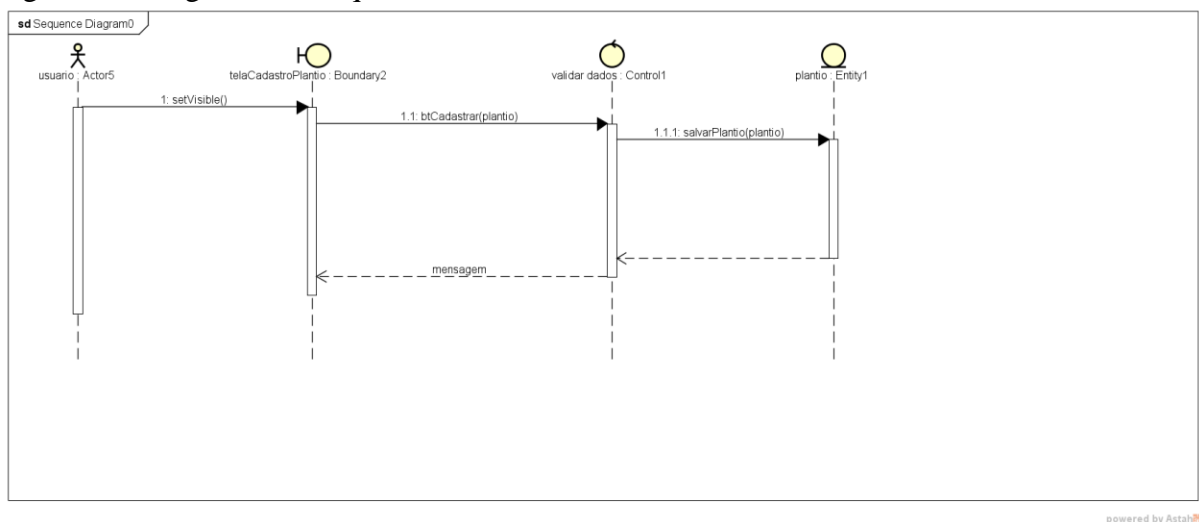 sd Sequence Diagram0
usuario : Actor5
telaCadastroPlantio : Boundary2
validar dados : Control1
plantio : Entity1
1: setVisible()
1.1: btCadastrar(plantio)
1.1.1: salvarPlantio(plantio)
mensagem
powered by Astah